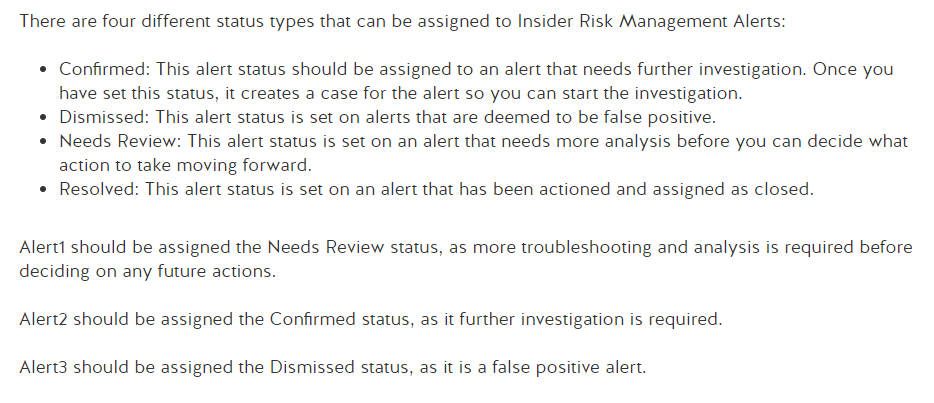 There are four different status types that can be assigned to Insider Risk Management Alerts:
• Confirmed: This alert status should be assigned to an alert that needs further investigation. Once you
have set this status, it creates a case for the alert so you can start the investigation.
• Dismissed: This alert status is set on alerts that are deemed to be false positive.
• Needs Review: This alert status is set on an alert that needs more analysis before you can decide what
action to take moving forward.
• Resolved: This alert status is set on an alert that has been actioned and assigned as closed.
Alert1 should be assigned the Needs Review status, as more troubleshooting and analysis is required before
deciding on any future actions.
Alert2 should be assigned the Confirmed status, as it further investigation is required.
Alert3 should be assigned the Dismissed status, as it is a false positive alert.